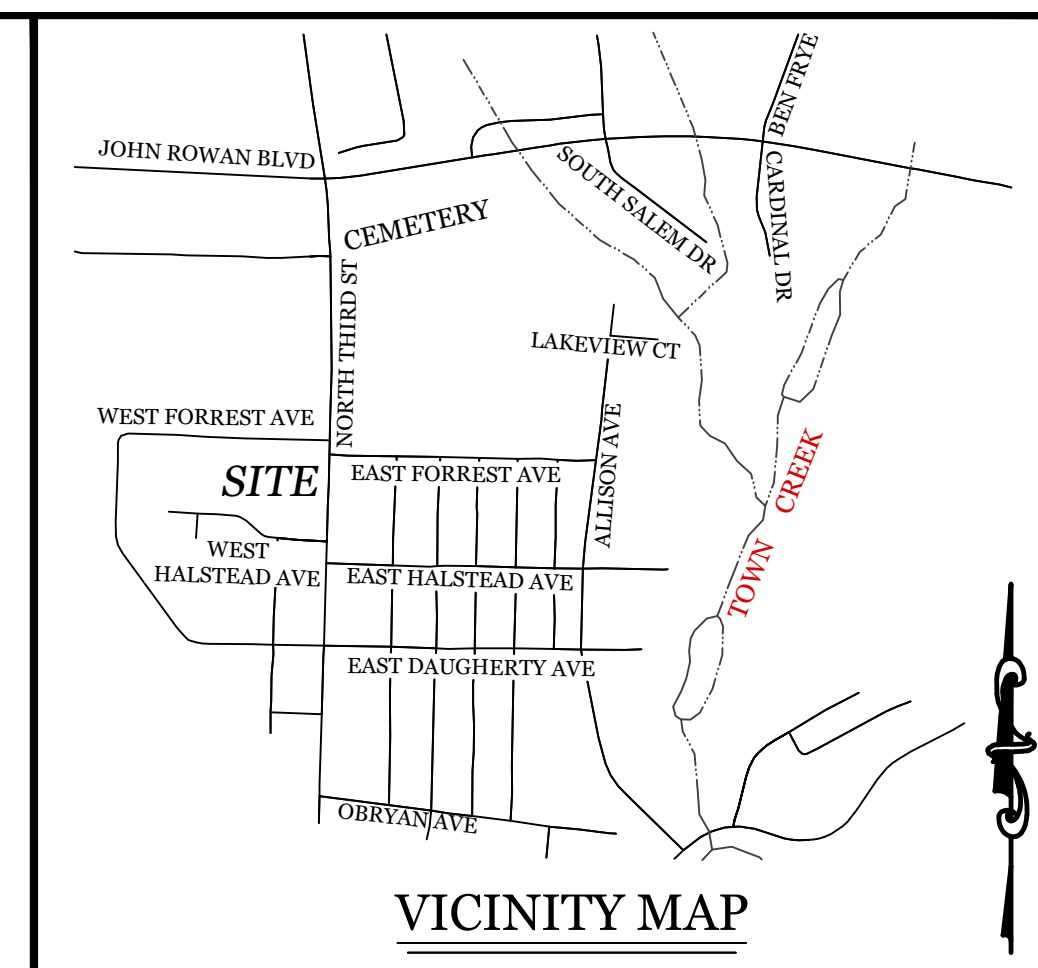 BEN FRYE
JOHN ROWAN BLVD
SOUTH SALEM DR
CARDINAL DR
CEMETERY
NORTH THIRD ST
LAKEVIEW CT
WEST FORREST AVE
ALLISON AVE
SITE
EAST FORREST AVE
TOWN CREEK
WEST
HALSTEAD AVE
EAST HALSTEAD AVE
EAST DAUGHERTY AVE
OBRYAN AVE
VICINITY MAP